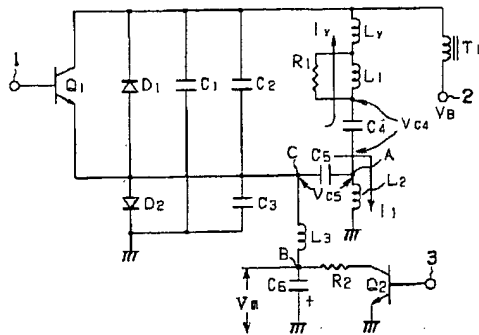 Iy Ly
R1 L1 T1
1
Q1 D1 C1 C2
2
VB
C4 VC4
C C5 A
VC5 L2
D2 C3 I1
L3
3
B
R2 Q2
Vm C6 +